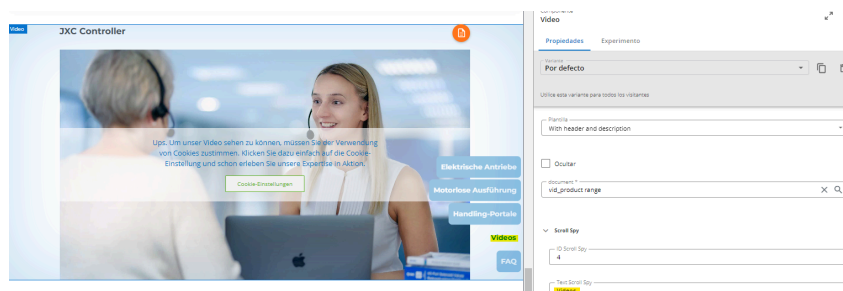 Video
JXC Controller
Ups. Um unser Video sehen zu können, müssen Sie der Verwendung
von Cookies zustimmen. Klicken Sie dazu einfach auf die Cookie-
Einstellung und schon erleben Sie unsere Expertise in Aktion.
Cookie-Einstellungen
Elektrische Antriebe
Motorlose Ausführung
Handling-Portale
Videos
FAQ
Componente
Video
Propiedades
Experimento
Variante
Por defecto
Utilice esta variante para todos los visitantes
Plantilla
With header and description
Ocultar
document *
vid_product range
Scroll Spy
ID Scroll Spy
4
Text Scroll Spy
Videos